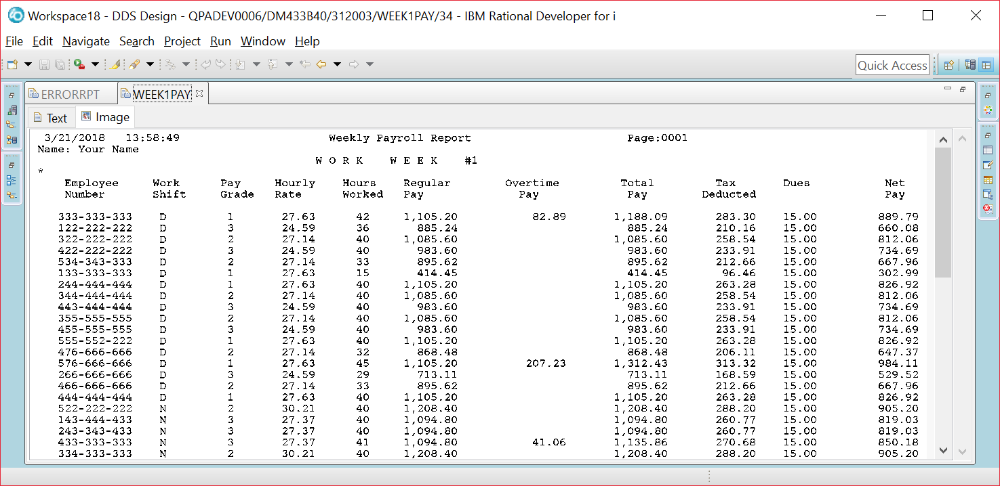 Workspace18 - DDS Design - QPADEV0006/DM433B40/312003/WEEK1PAY/34 - IBM Rational Developer for i
File Edit Navigate Search Project Run Window Help
Quick Access
ERRORRPT WEEK1PAY
Text Image
3/21/2018 13:58:49 Weekly Payroll Report Page:0001
Name: Your Name
W O R K W E E K #1
*
Employee Work Pay Hourly Hours Regular Overtime Total Tax Dues Net
Number Shift Grade Rate Worked Pay Pay Pay Deducted Pay
333-333-333 D 1 27.63 42 1,105.20 82.89 1,188.09 283.30 15.00 889.79
122-222-222 D 3 24.59 36 885.24 885.24 210.16 15.00 660.08
322-222-222 D 2 27.14 40 1,085.60 1,085.60 258.54 15.00 812.06
422-222-222 D 3 24.59 40 983.60 983.60 233.91 15.00 734.69
534-343-333 D 2 27.14 33 895.62 895.62 212.66 15.00 667.96
133-333-333 D 1 27.63 15 414.45 414.45 96.46 15.00 302.99
244-444-444 D 1 27.63 40 1,105.20 1,105.20 263.28 15.00 826.92
344-444-444 D 2 27.14 40 1,085.60 1,085.60 258.54 15.00 812.06
443-444-444 D 3 24.59 40 983.60 983.60 233.91 15.00 734.69
355-555-555 D 2 27.14 40 1,085.60 1,085.60 258.54 15.00 812.06
455-555-555 D 3 24.59 40 983.60 983.60 233.91 15.00 734.69
555-552-222 D 1 27.63 40 1,105.20 1,105.20 263.28 15.00 826.92
476-666-666 D 2 27.14 32 868.48 868.48 206.11 15.00 647.37
576-666-666 D 1 27.63 45 1,105.20 207.23 1,312.43 313.32 15.00 984.11
266-666-666 D 3 24.59 29 713.11 713.11 168.59 15.00 529.52
466-666-666 D 2 27.14 33 895.62 895.62 212.66 15.00 667.96
444-444-444 D 1 27.63 40 1,105.20 1,105.20 263.28 15.00 826.92
522-222-222 N 2 30.21 40 1,208.40 1,208.40 288.20 15.00 905.20
143-444-433 N 3 27.37 40 1,094.80 1,094.80 260.77 15.00 819.03
243-343-433 N 3 27.37 40 1,094.80 1,094.80 260.77 15.00 819.03
433-333-333 N 3 27.37 41 1,094.80 41.06 1,135.86 270.68 15.00 850.18
334-333-333 N 2 30.21 40 1,208.40 1,208.40 288.20 15.00 905.20